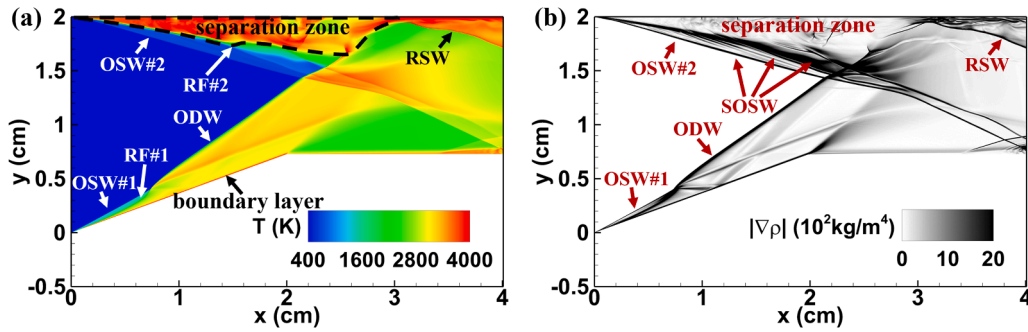 (a)
2
1.5
1
0.5
0
-0.5
y (cm)
0
1
2
3
4
x (cm)
separation zone
OSW#2
RF#2
RSW
ODW
RF#1
OSW#1
boundary layer
T (K)
400 1600 2800 4000
(b)
2
1.5
1
0.5
0
-0.5
y (cm)
0
1
2
3
4
x (cm)
separation zone
OSW#2
SOSW
RSW
ODW
OSW#1
|∇ρ| (10²kg/m⁴)
0 10 20